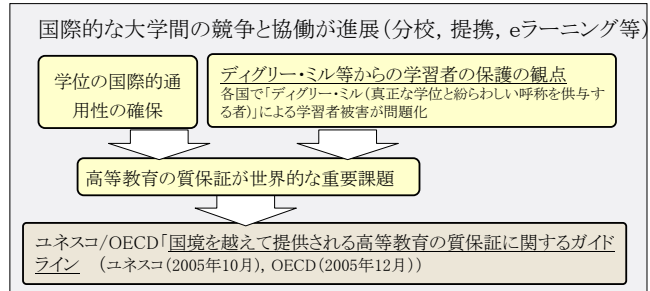 国際的な大学間の競争と協働が進展(分校, 提携, eラーニング等)
学位の国際的通
用性の確保
ディグリー・ミル等からの学習者の保護の観点
各国で「ディグリー・ミル(真正な学位と紛らわしい呼称を供与す
る者)」による学習者被害が問題化
高等教育の質保証が世界的な重要課題
ユネスコ/OECD「国境を越えて提供される高等教育の質保証に関するガイド
ライン　(ユネスコ(2005年10月), OECD(2005年12月))